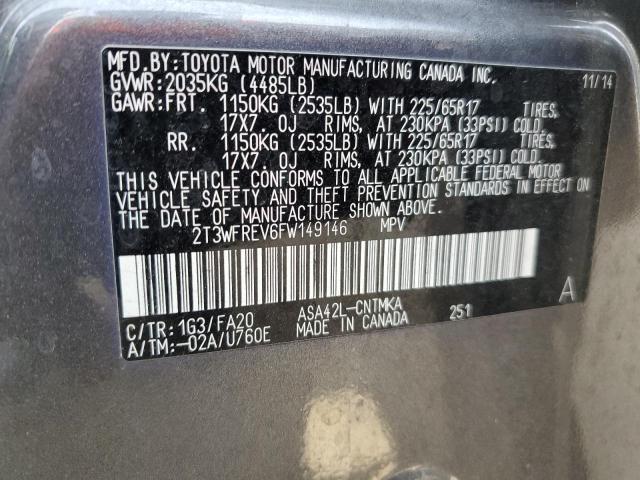 MFD.BY:TOYOTA MOTOR MANUFACTURING CANADA INC. 11/14
GVWR:2035KG (4485LB)
GAWR:FRT. 1150KG (2535LB) WITH 225/65R17 TIRES,
17X7.0J RIMS, AT 230KPA (33PSI) COLD.
RR. 1150KG (2535LB) WITH 225/65R17 TIRES,
17X7.0J RIMS, AT 230KPA (33PSI) COLD.
THIS VEHICLE CONFORMS TO ALL APPLICABLE FEDERAL MOTOR
VEHICLE SAFETY AND THEFT PREVENTION STANDARDS IN EFFECT ON
THE DATE OF MANUFACTURE SHOWN ABOVE.
2T3WFREV6FW149146 MPV
A
C/TR:1G3/FA20 ASA42L-CNTMKA 251
A/TM:-02A/U760E MADE IN CANADA